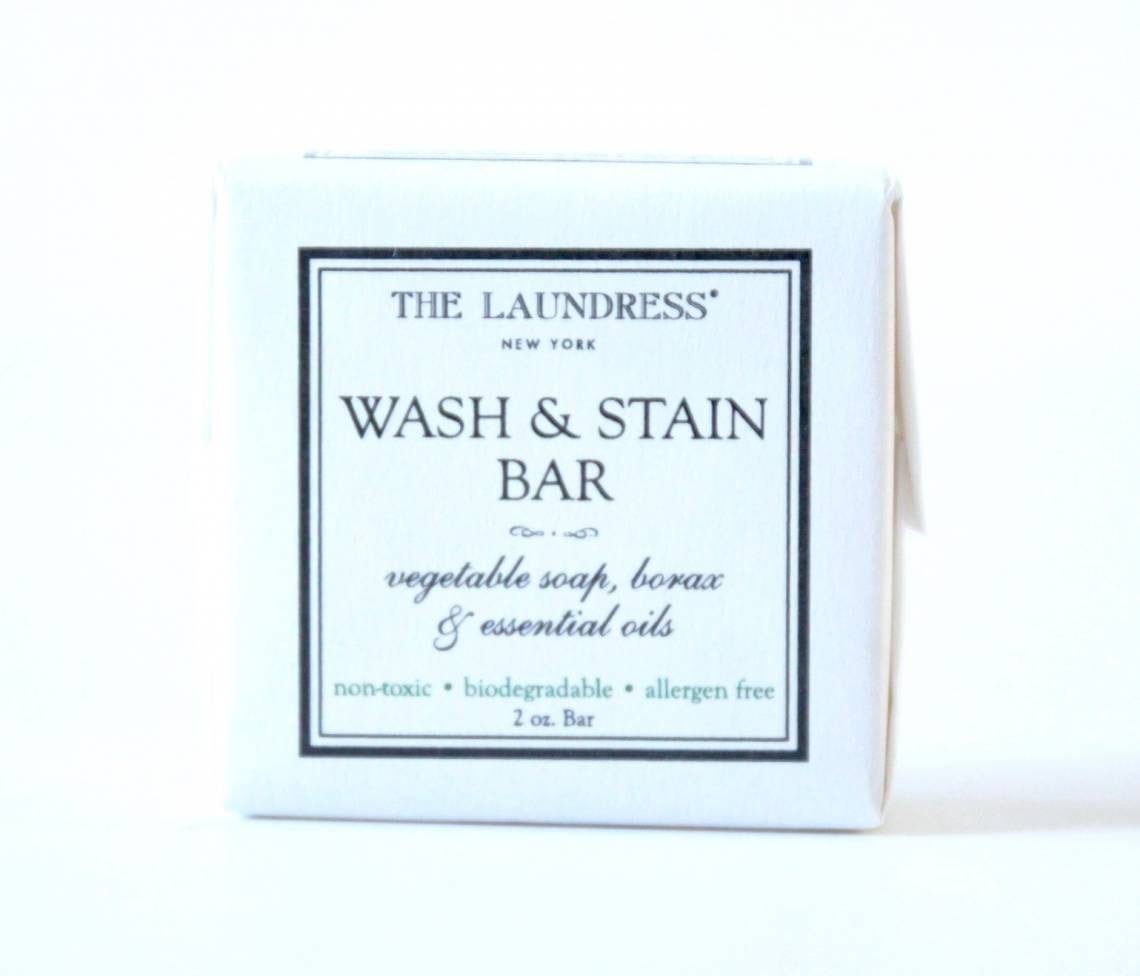 THE LAUNDRESS®
NEW YORK
WASH & STAIN
BAR
vegetable soap, borax
& essential oils
non-toxic • biodegradable • allergen free
2 oz. Bar